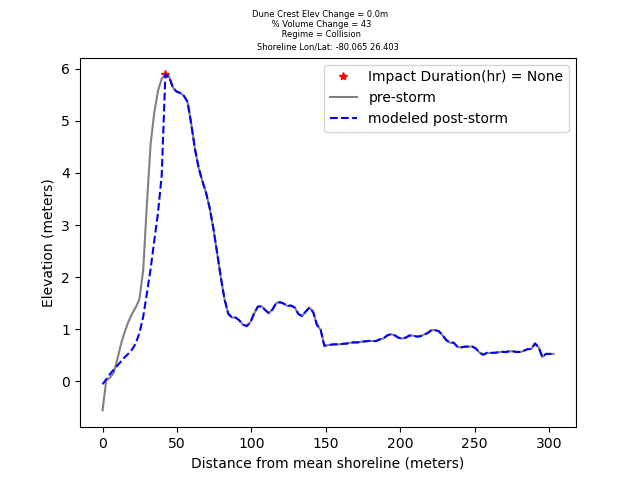 Dune Crest Elev Change = 0.0m
% Volume Change = 43
Regime = Collision
Shoreline Lon/Lat: -80.065 26.403
Impact Duration(hr) = None
pre-storm
modeled post-storm
Elevation (meters)
6
5
4
3
2
1
0
0 50 100 150 200 250 300
Distance from mean shoreline (meters)